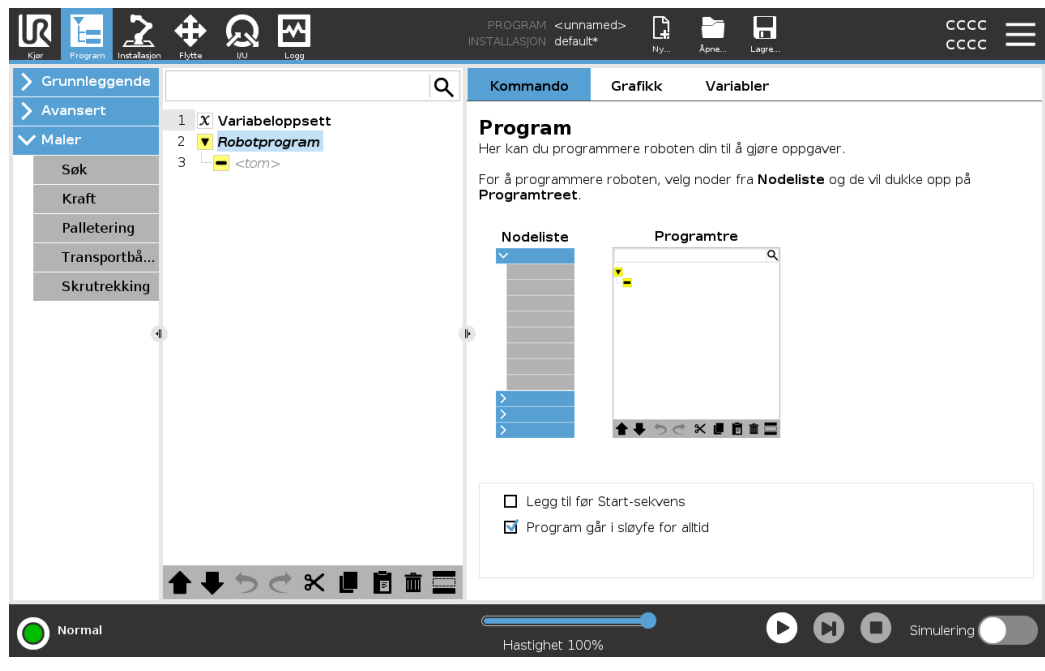 PROGRAM <unnamed>
INSTALLASJON default*
Kjør Program Installasjon Flytte I/U Logg
Ny... Åpne... Lagre...
CCCC
CCCC
Grunnleggende
Avansert
Maler
Søk
Kraft
Palletering
Transportbå...
Skrutrekking
1 X Variabeloppsett
2 Robotprogram
3 <tom>
Kommando Grafikk Variabler
Program
Her kan du programmere roboten din til å gjøre oppgaver.
For å programmere roboten, velg noder fra Nodeliste og de vil dukke opp på
Programtreet.
Nodeliste Programtre
Legg til før Start-sekvens
Program går i sløyfe for alltid
Normal
Hastighet 100%
Simulering